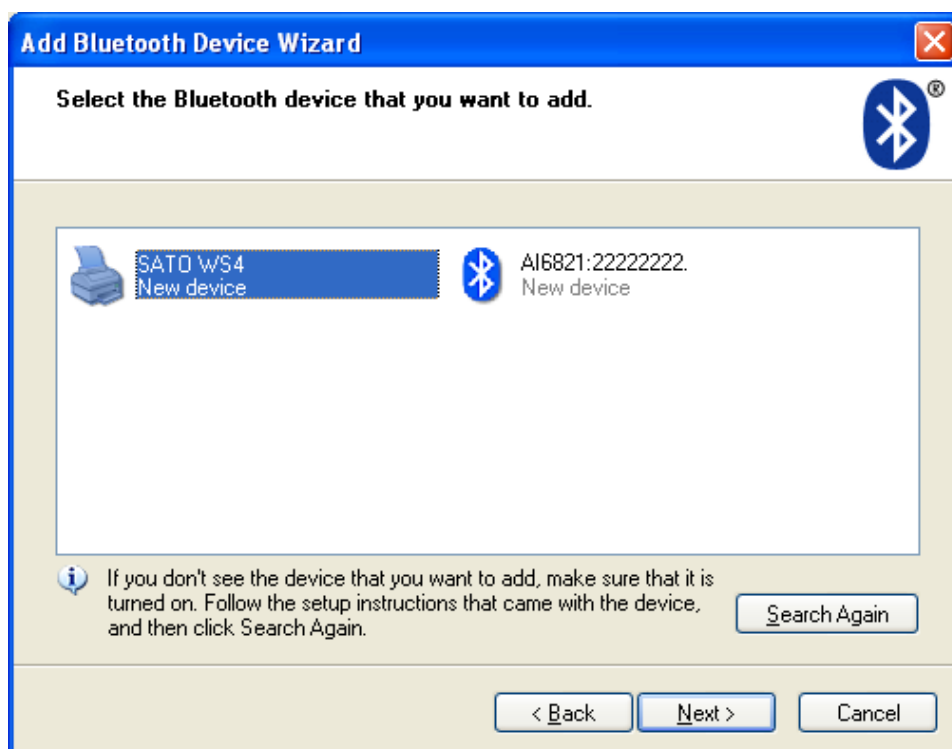 Add Bluetooth Device Wizard
Select the Bluetooth device that you want to add.
®
SATO WS4
New device
AI6821:22222222.
New device
If you don't see the device that you want to add, make sure that it is
turned on. Follow the setup instructions that came with the device,
and then click Search Again.
Search Again
< Back
Next >
Cancel